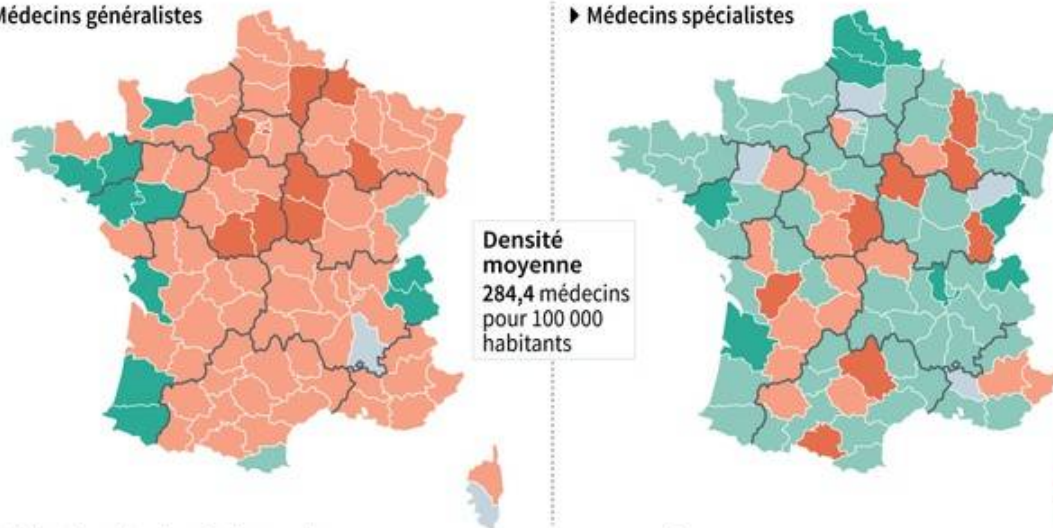 Médecins généralistes
▶ Médecins spécialistes
Densité
moyenne
284,4 médecins
pour 100 000
habitants